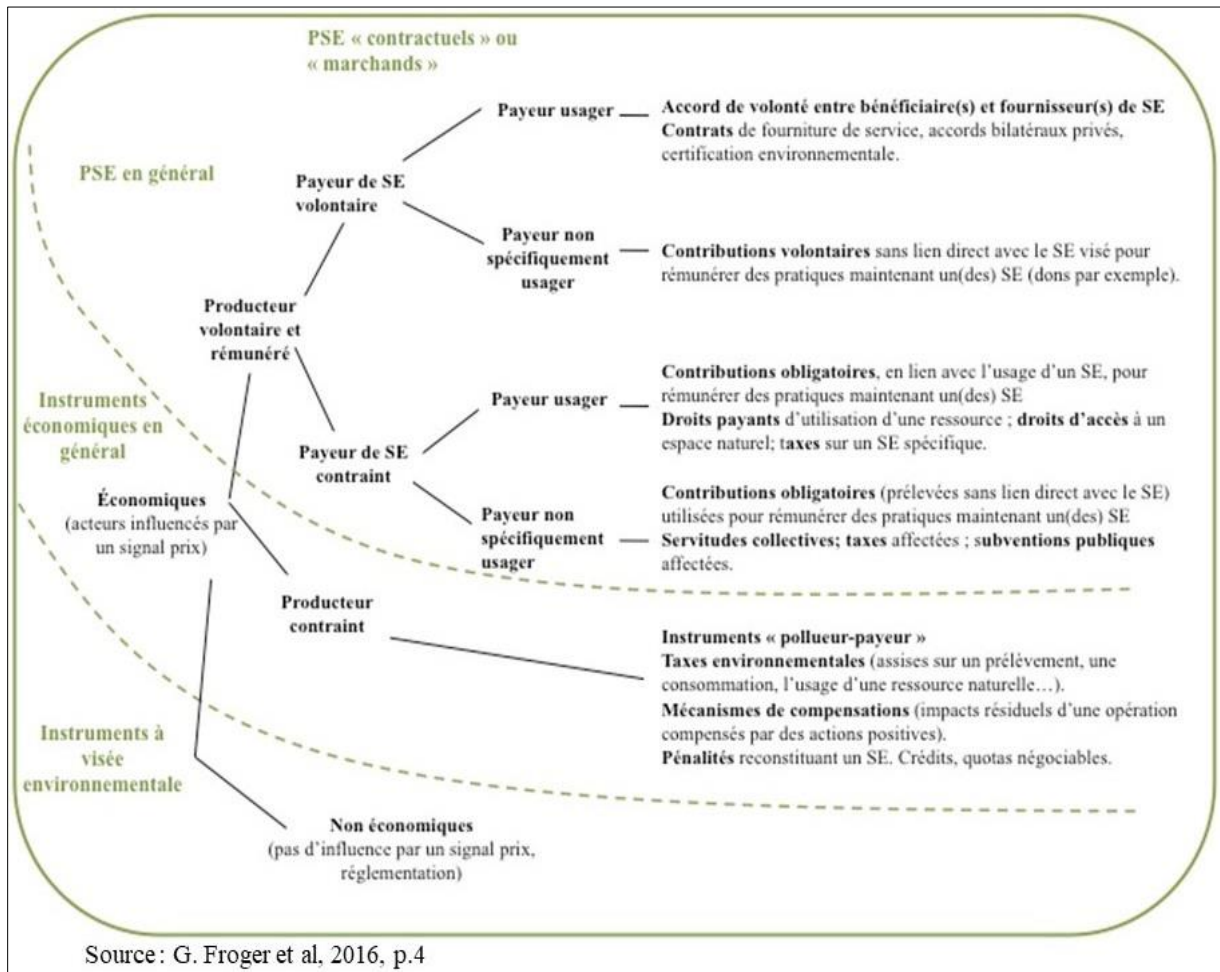 PSE « contractuels » ou
« marchands »
Payeur usager
Accord de volonté entre bénéficiaire(s) et fournisseur(s) de SE
Contrats de fourniture de service, accords bilatéraux privés,
certification environnementale.
PSE en général
Payeur de SE
volontaire
Payeur non
spécifiquement
usager
Contributions volontaires sans lien direct avec le SE visé pour
rémunérer des pratiques maintenant un(des) SE (dons par exemple).
Producteur
volontaire et
rémunéré
Instruments
économiques en
général
Payeur usager
Contributions obligatoires, en lien avec l'usage d'un SE, pour
rémunérer des pratiques maintenant un(des) SE
Droits payants d'utilisation d'une ressource ; droits d'accès à un
espace naturel; taxes sur un SE spécifique.
Payeur de SE
contraint
Économiques
(acteurs influencés par
un signal prix)
Payeur non
spécifiquement
usager
Contributions obligatoires (prélevées sans lien direct avec le SE)
utilisées pour rémunérer des pratiques maintenant un(des) SE
Servitudes collectives; taxes affectées ; subventions publiques
affectées.
Producteur
contraint
Instruments « pollueur-payeur »
Taxes environnementales (assises sur un prélèvement, une
consommation, l'usage d'une ressource naturelle…).
Mécanismes de compensations (impacts résiduels d'une opération
compensés par des actions positives).
Pénalités reconstituant un SE. Crédits, quotas négociables.
Instruments à
visée
environnementale
Non économiques
(pas d'influence par un signal prix,
réglementation)
Source : G. Froger et al, 2016, p.4